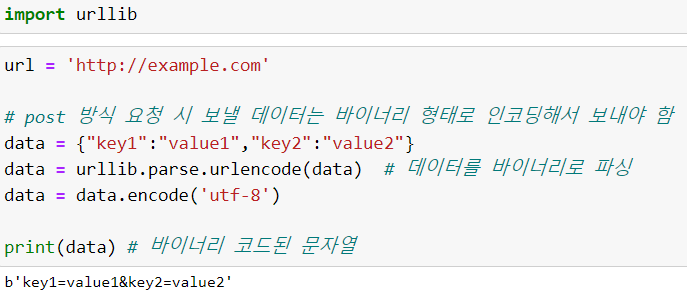 import urllib
url = 'http://example.com'
# post 방식 요청 시 보낼 데이터는 바이너리 형태로 인코딩해서 보내야 함
data = {"key1":"value1","key2":"value2"}
data = urllib.parse.urlencode(data)  # 데이터를 바이너리로 파싱
data = data.encode('utf-8')
print(data) # 바이너리 코드된 문자열
b'key1=value1&key2=value2'